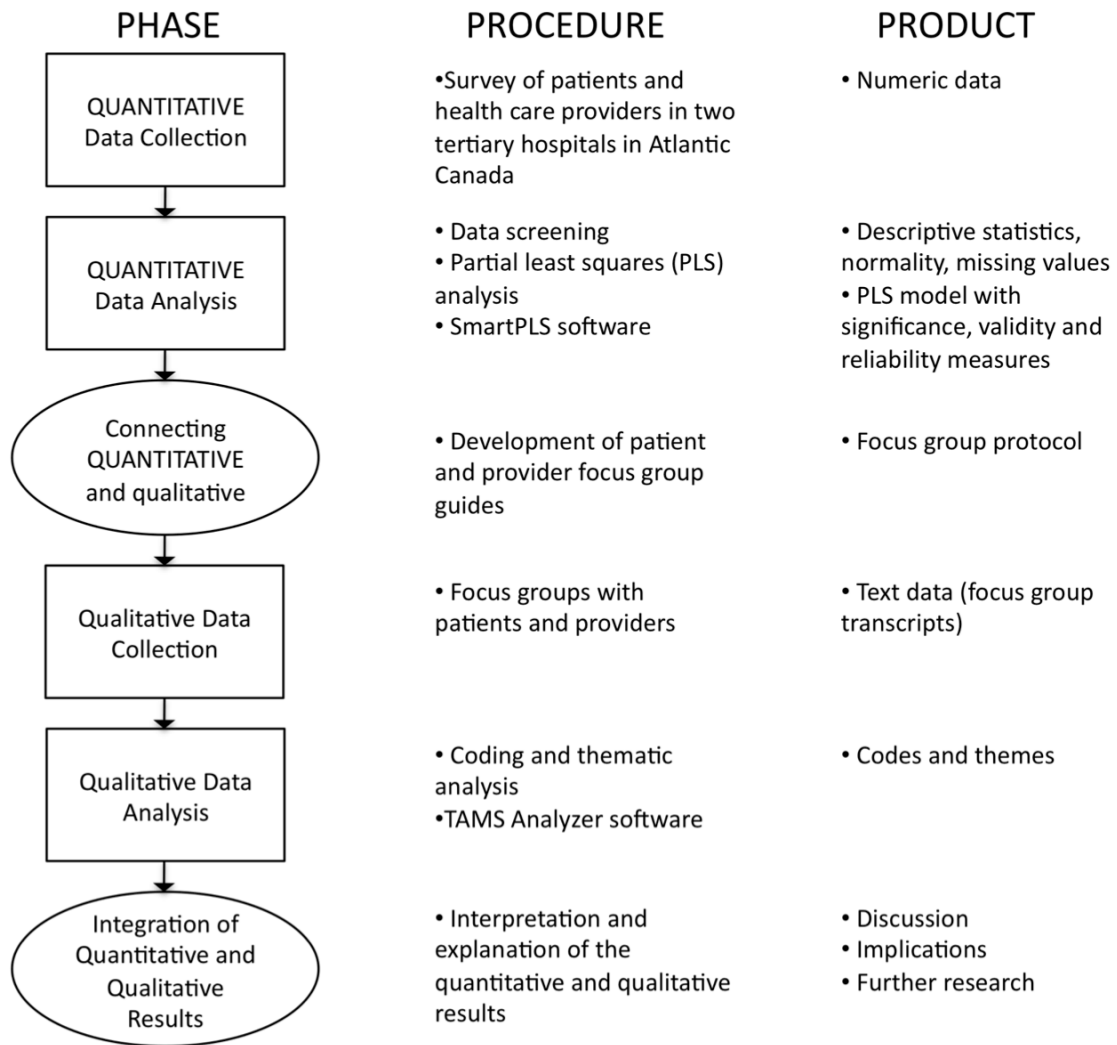 PHASE
PROCEDURE
PRODUCT
QUANTITATIVE
Data Collection
•Survey of patients and
health care providers in two
tertiary hospitals in Atlantic
Canada
• Numeric data
QUANTITATIVE
Data Analysis
• Data screening
• Partial least squares (PLS)
analysis
• SmartPLS software
• Descriptive statistics,
normality, missing values
• PLS model with
significance, validity and
reliability measures
Connecting
QUANTITATIVE
and qualitative
• Development of patient
and provider focus group
guides
• Focus group protocol
Qualitative Data
Collection
• Focus groups with
patients and providers
• Text data (focus group
transcripts)
Qualitative Data
Analysis
• Coding and thematic
analysis
•TAMS Analyzer software
• Codes and themes
Integration of
Quantitative and
Qualitative
Results
• Interpretation and
explanation of the
quantitative and qualitative
results
• Discussion
• Implications
• Further research